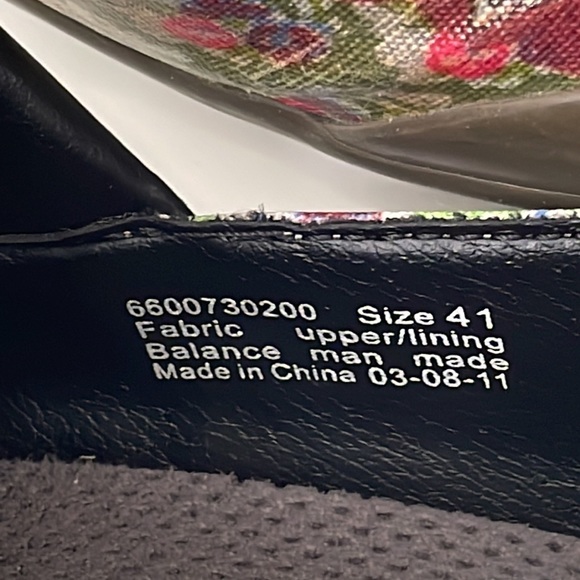 6600730200 Size 41
Fabric upper/lining
Balance man made
Made in China 03-08-11